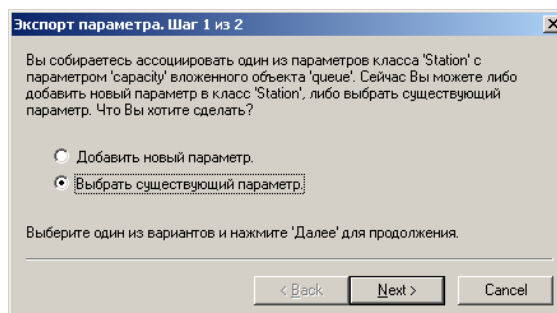 Экспорт параметра. Шаг 1 из 2
Вы собираетесь ассоциировать один из параметров класса 'Station' с
параметром 'capacity' вложенного объекта 'queue'. Сейчас Вы можете либо
добавить новый параметр в класс 'Station', либо выбрать существующий
параметр. Что Вы хотите сделать?
Добавить новый параметр.
Выбрать существующий параметр.
Выберите один из вариантов и нажмите 'Далее' для продолжения.
< Back
Next >
Cancel